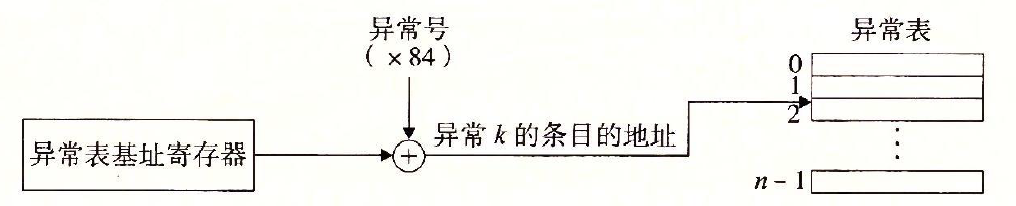 异常号
（ ×84）
异常表
0
1
2
异常表基址寄存器
+
异常 k 的条目的地址
⋮
n − 1